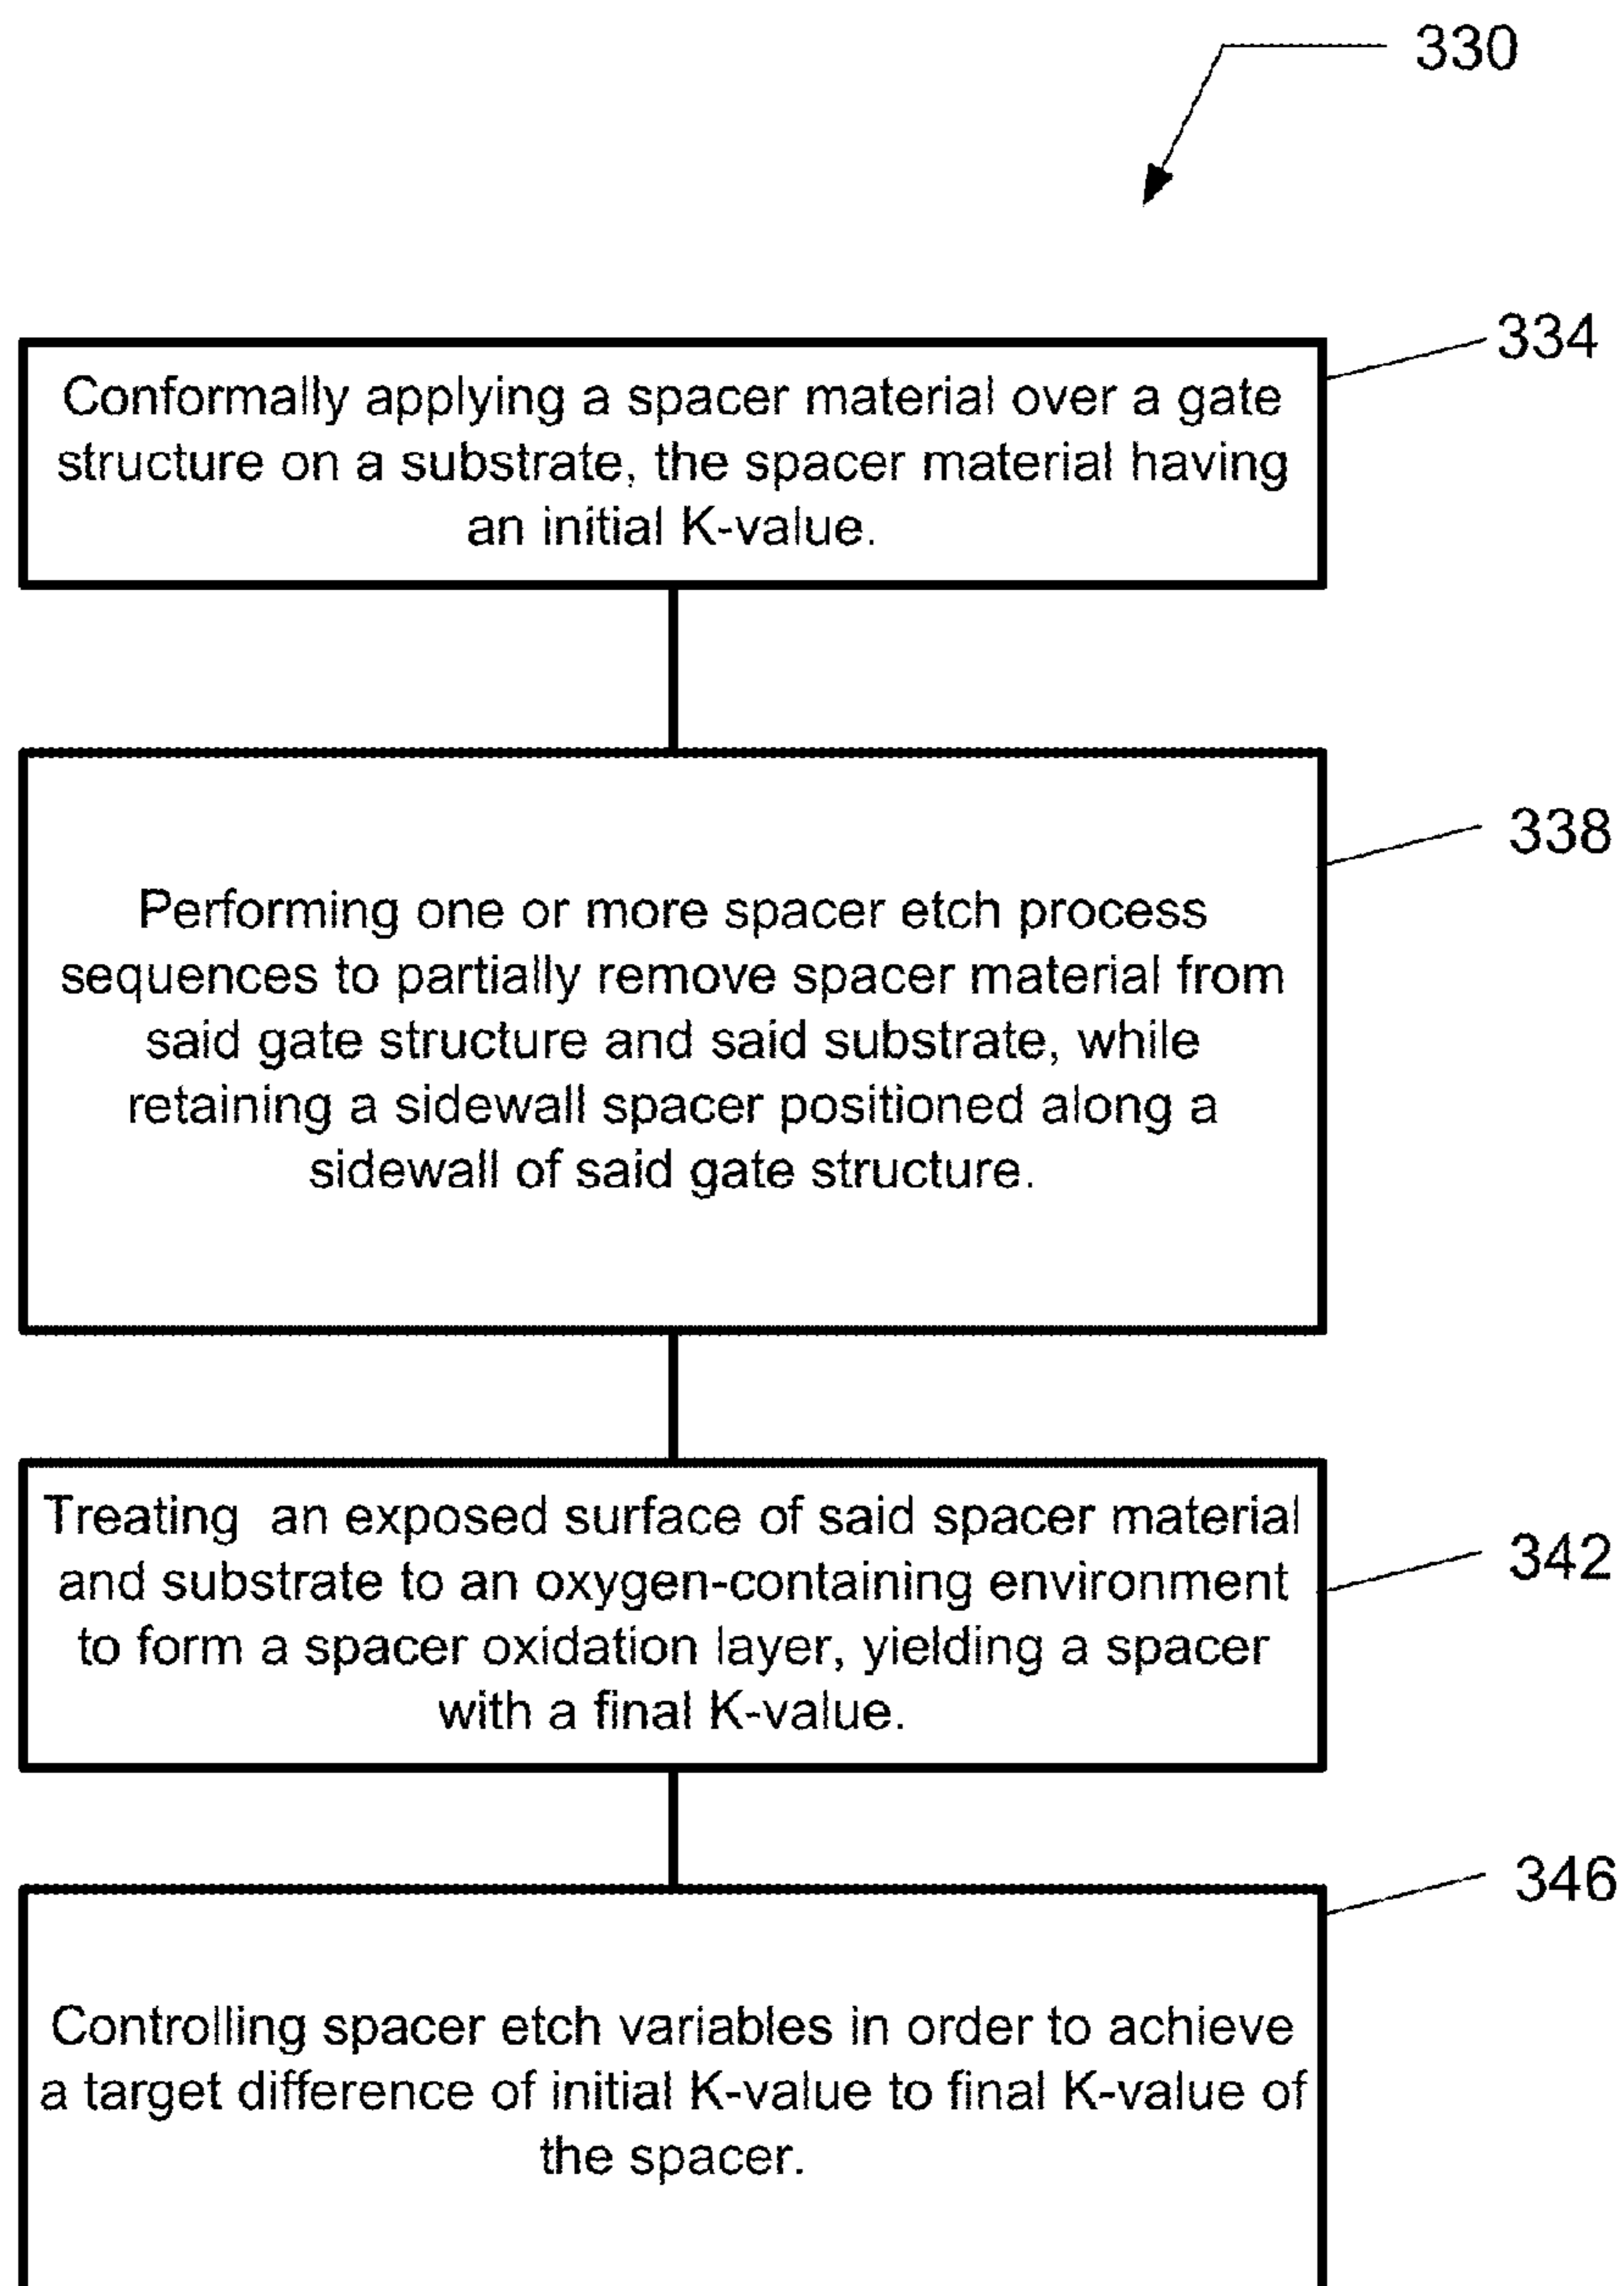 330
334
Conformally applying a spacer material over a gate
structure on a substrate, the spacer material having
an initial K-value.
338
Performing one or more spacer etch process
sequences to partially remove spacer material from
said gate structure and said substrate, while
retaining a sidewall spacer positioned along a
sidewall of said gate structure.
342
Treating an exposed surface of said spacer material
and substrate to an oxygen-containing environment
to form a spacer oxidation layer, yielding a spacer
with a final K-value.
346
Controlling spacer etch variables in order to achieve
a target difference of initial K-value to final K-value of
the spacer.